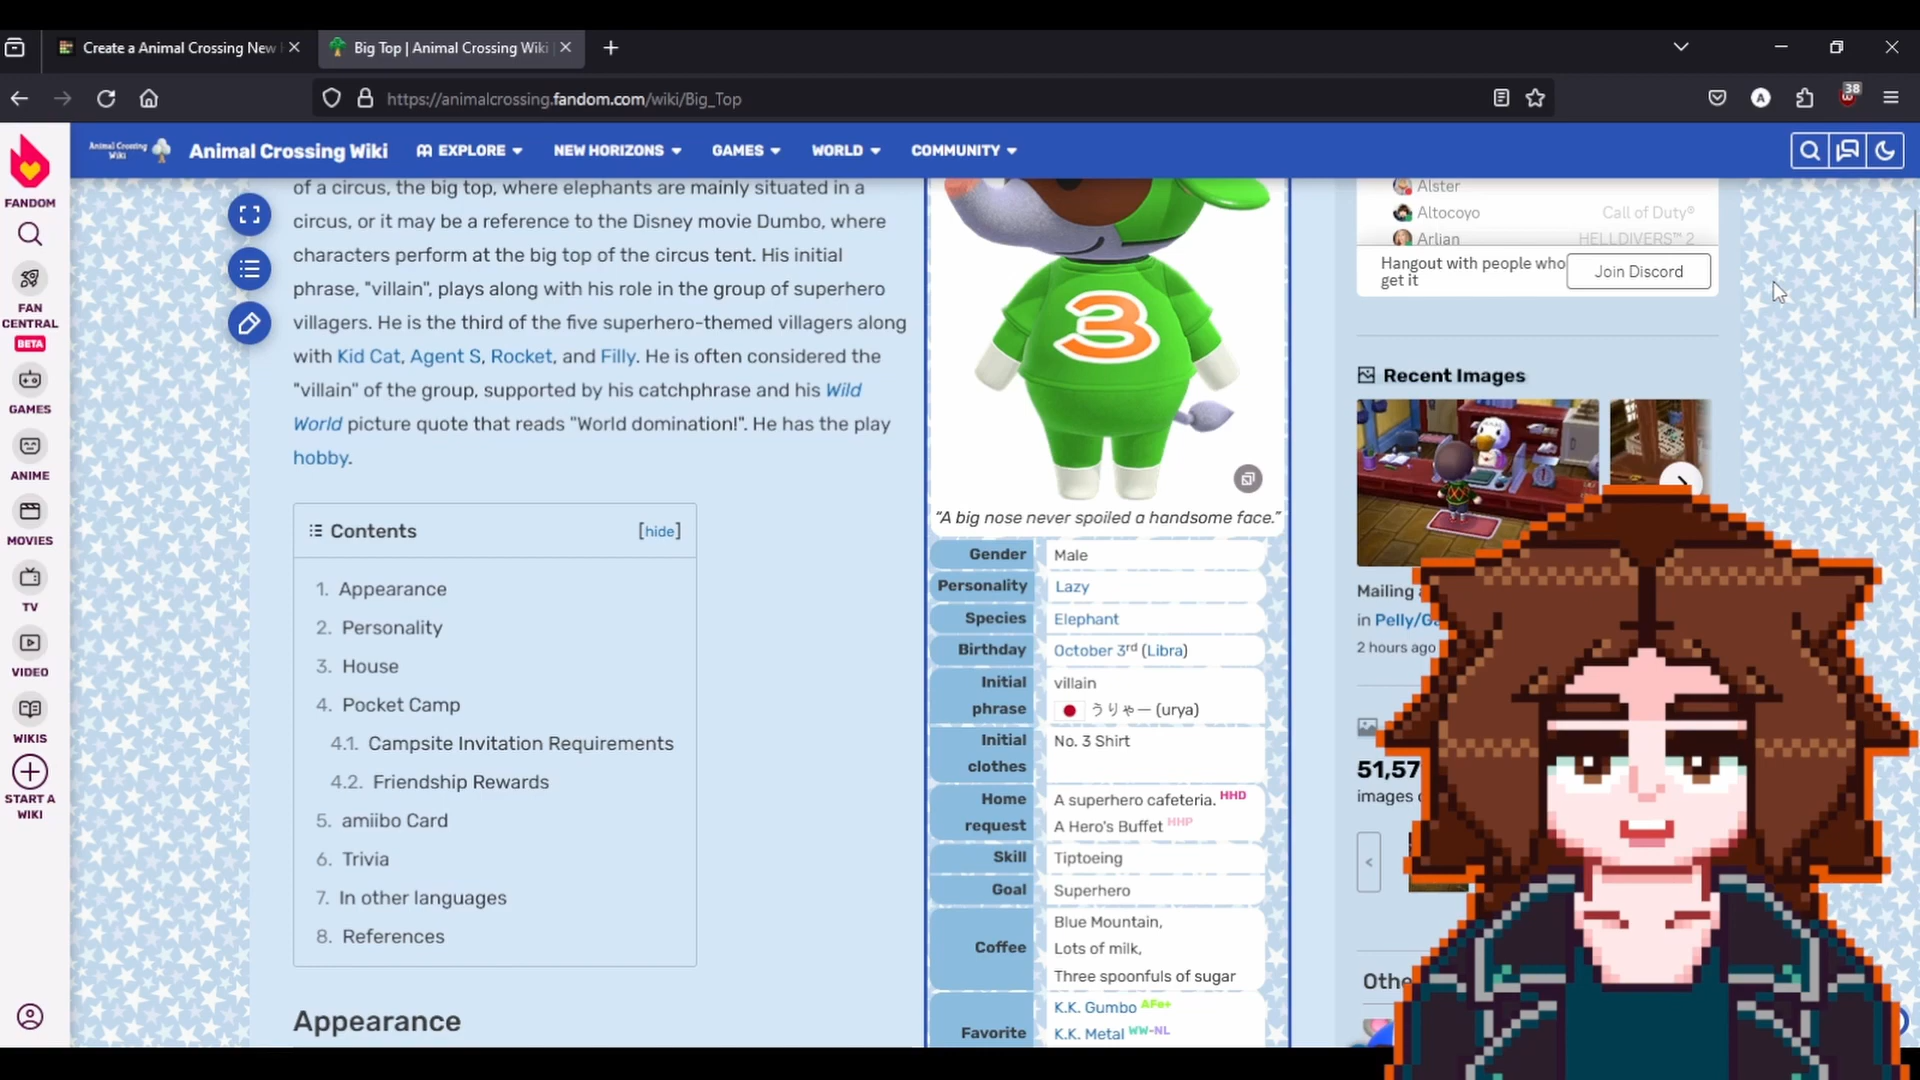 Create a Animal Crossing New
Big Top | Animal Crossing Wiki
https://animalcrossing.fandom.com/wiki/Big_Top
A
38
FANDOM
FAN
CENTRAL
BETA
GAMES
ANIME
MOVIES
TV
VIDEO
WIKIS
START A
WIKI
Animal Crossing
Wiki
Animal Crossing Wiki
EXPLORE
NEW HORIZONS
GAMES
WORLD
COMMUNITY
of a circus, the big top, where elephants are mainly situated in a
circus, or it may be a reference to the Disney movie Dumbo, where
characters perform at the big top of the circus tent. His initial
phrase, "villain", plays along with his role in the group of superhero
villagers. He is the third of the five superhero-themed villagers along
with Kid Cat, Agent S, Rocket, and Filly. He is often considered the
"villain" of the group, supported by his catchphrase and his Wild
World picture quote that reads "World domination!". He has the play
hobby.
Contents
[hide]
1. Appearance
2. Personality
3. House
4. Pocket Camp
4.1. Campsite Invitation Requirements
4.2. Friendship Rewards
5. amiibo Card
6. Trivia
7. In other languages
8. References
Appearance
3
“A big nose never spoiled a handsome face.”
Gender Male
Personality Lazy
Species Elephant
Birthday October 3rd (Libra)
Initial phrase villain
うりゃー (urya)
Initial clothes No. 3 Shirt
Home request A superhero cafeteria. HHD
A Hero's Buffet HHP
Skill Tiptoeing
Goal Superhero
Coffee Blue Mountain,
Lots of milk,
Three spoonfuls of sugar
Favorite K.K. Gumbo AFe+
K.K. Metal WW-NL
Alster
Altocoyo Call of Duty®
Arlian HELLDIVERS™ 2
Hangout with people who
get it
Join Discord
Recent Images
Mailing
in Pelly/
2 hours ago
51,57
images
Othe